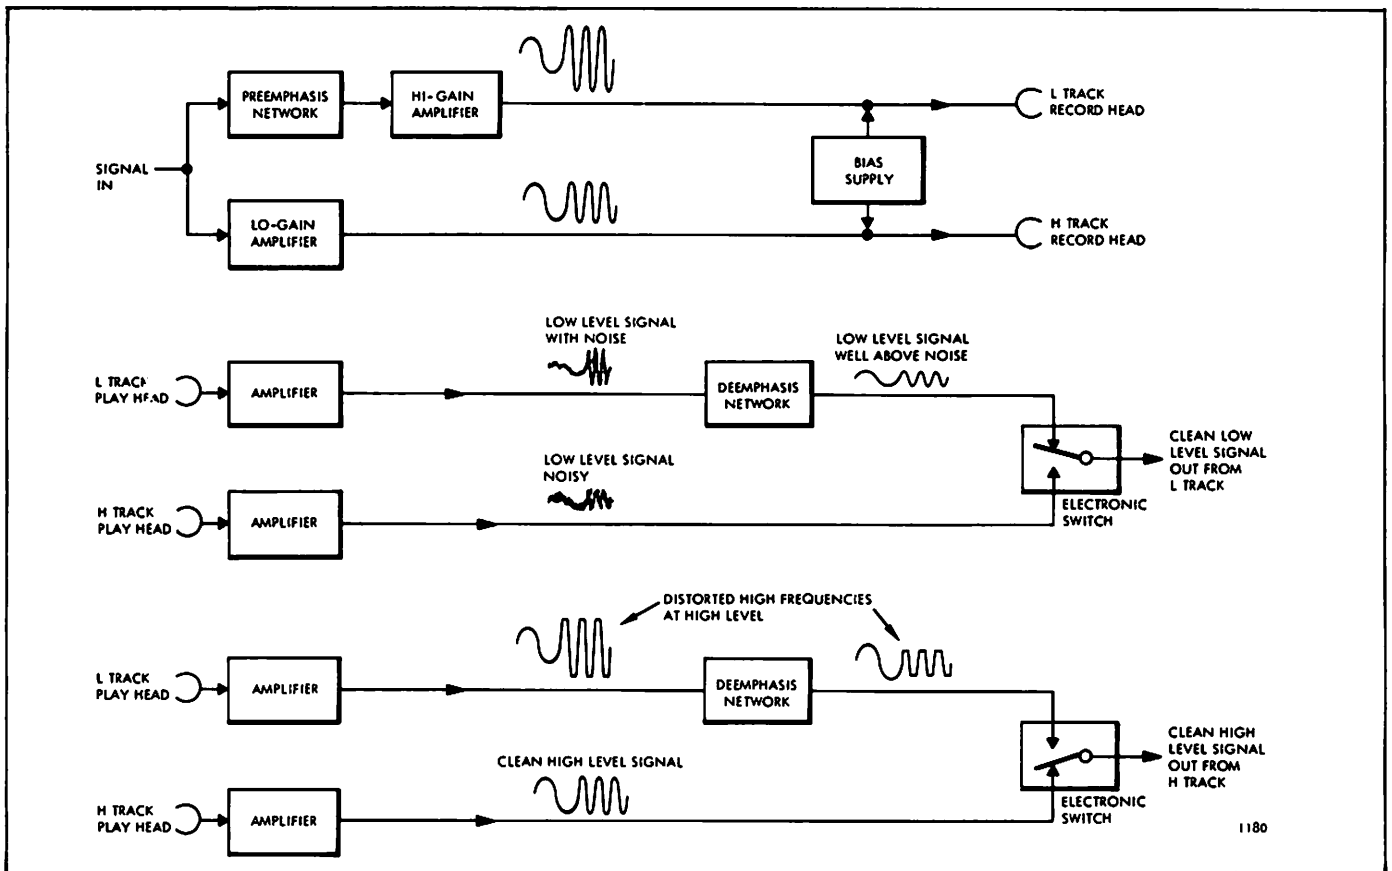 PREEMPHASIS
NETWORK
HI-GAIN
AMPLIFIER
L TRACK
RECORD HEAD
SIGNAL
IN
BIAS
SUPPLY
LO-GAIN
AMPLIFIER
H TRACK
RECORD HEAD
LOW LEVEL SIGNAL
WITH NOISE
LOW LEVEL SIGNAL
WELL ABOVE NOISE
L TRACK
PLAY HEAD
AMPLIFIER
DEEMPHASIS
NETWORK
CLEAN LOW
LEVEL SIGNAL
OUT FROM
L TRACK
LOW LEVEL SIGNAL
NOISY
H TRACK
PLAY HEAD
AMPLIFIER
ELECTRONIC
SWITCH
DISTORTED HIGH FREQUENCIES
AT HIGH LEVEL
L TRACK
PLAY HEAD
AMPLIFIER
DEEMPHASIS
NETWORK
CLEAN HIGH
LEVEL SIGNAL
OUT FROM
H TRACK
CLEAN HIGH LEVEL SIGNAL
H TRACK
PLAY HEAD
AMPLIFIER
ELECTRONIC
SWITCH
1180